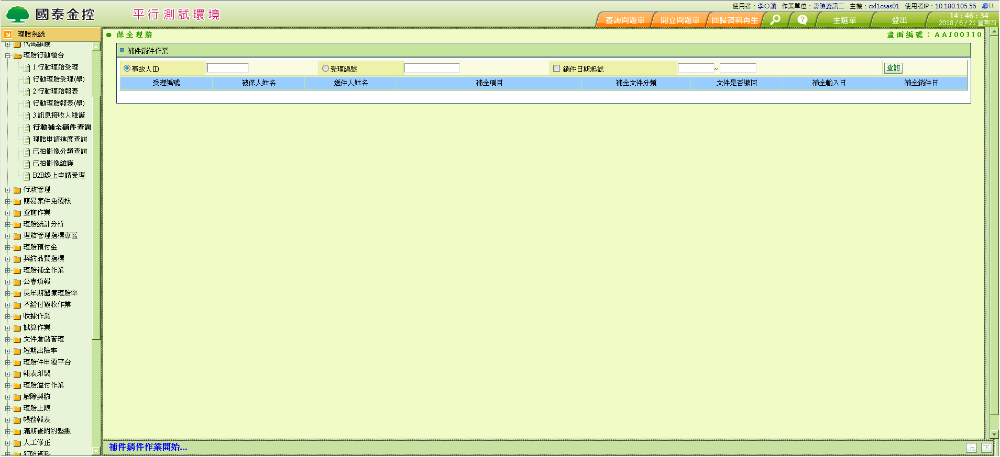 使用者：李○諭 作業單位：壽險資訊二 主機：cxl1csas01 使用者IP：10.180.105.55 11
國泰金控 平行測試環境
查詢問題單 開立問題單 回歸資料再生 ? 主選單 登出
14：46：34
2018 / 6 / 21 星期四
理賠系統
保全理賠
畫面編號：AAJ00310
代碼維護
理賠行動櫃台
1.行動理賠受理
行動理賠受理(學)
2.行動理賠報表
行動理賠報表(學)
3.訊息接收人維護
行動補全銷件查詢
理賠申請進度查詢
已拍影像分類查詢
已拍影像維護
B2B線上申請受理
行政管理
簡易案件免覆核
查詢作業
理賠統計分析
理賠管理指標專區
理賠預付金
契約品質指標
理賠補全作業
公會填報
長年期醫療理賠率
不給付簽收作業
收據作業
試算作業
文件倉儲管理
短期出險率
理賠件申覆平台
報表印製
理賠溢付作業
解除契約
理賠上限
帳務報表
滿期後附約墊繳
人工修正
犯防資料
補件銷件作業
事故人ID 受理編號 銷件日期起訖 ~ 查詢
受理編號 被保人姓名 送件人姓名 補全項目 補全文件分類 文件是否繳回 補全輸入日 補全銷件日
補件銷件作業開始...
上 下